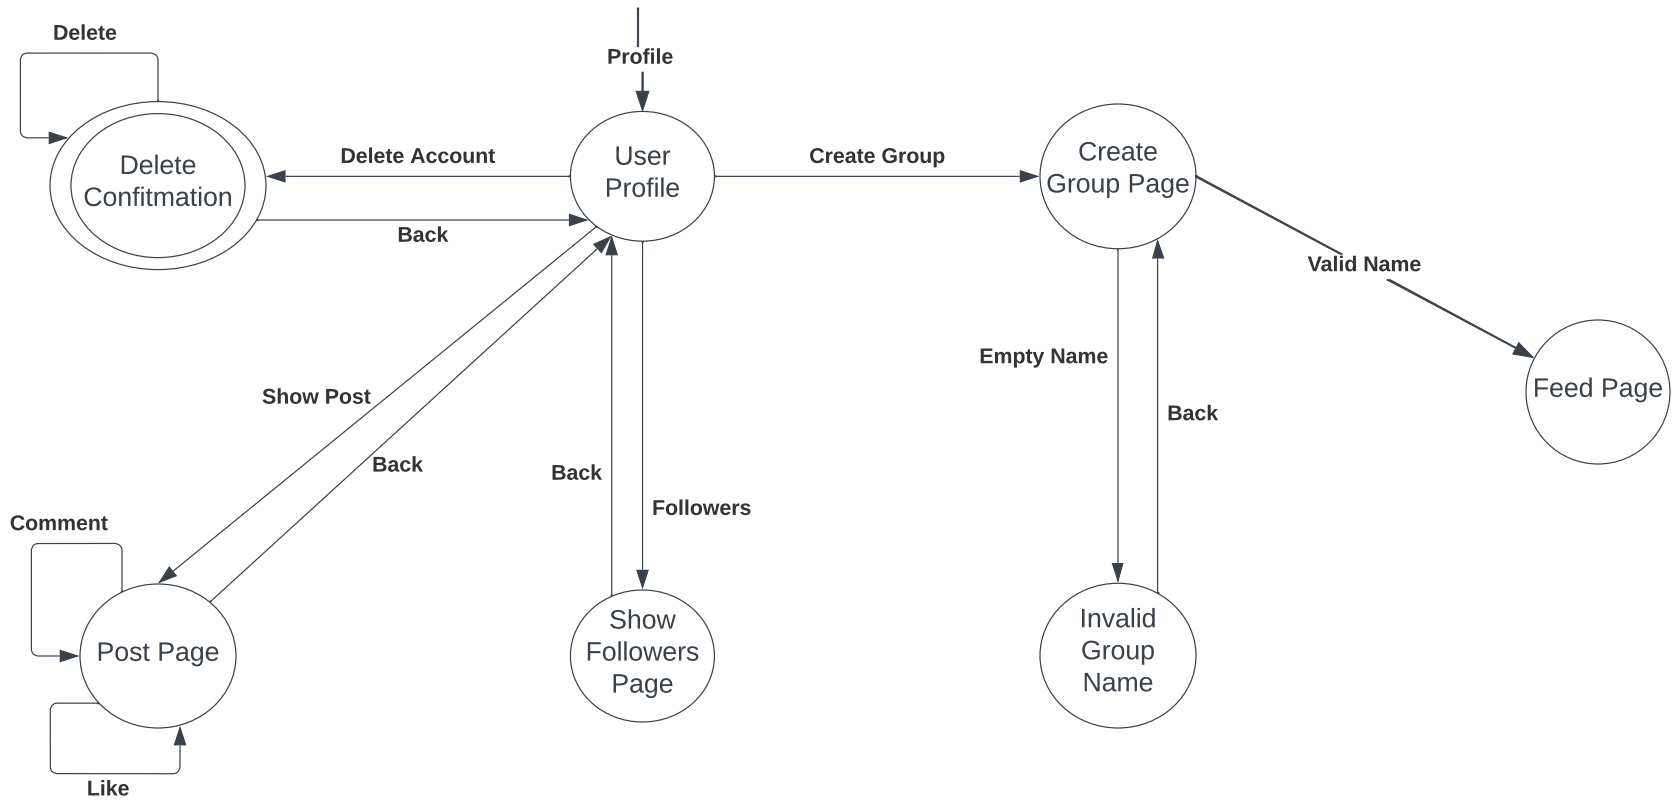 Delete
Profile
Delete
Confitmation
Delete Account
User
Profile
Create Group
Create
Group Page
Back
Valid Name
Empty Name
Feed Page
Show Post
Back
Back
Back
Followers
Comment
Post Page
Show
Followers
Page
Invalid
Group
Name
Like